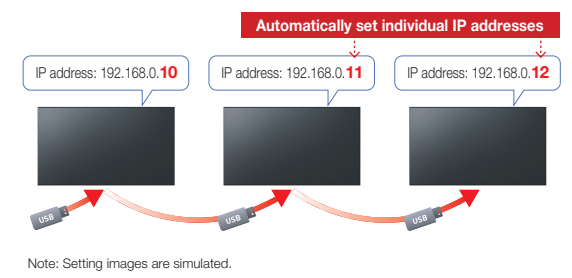 Automatically set individual IP addresses
IP address: 192.168.0.10
IP address: 192.168.0.11
IP address: 192.168.0.12
USB
USB
USB
Note: Setting images are simulated.